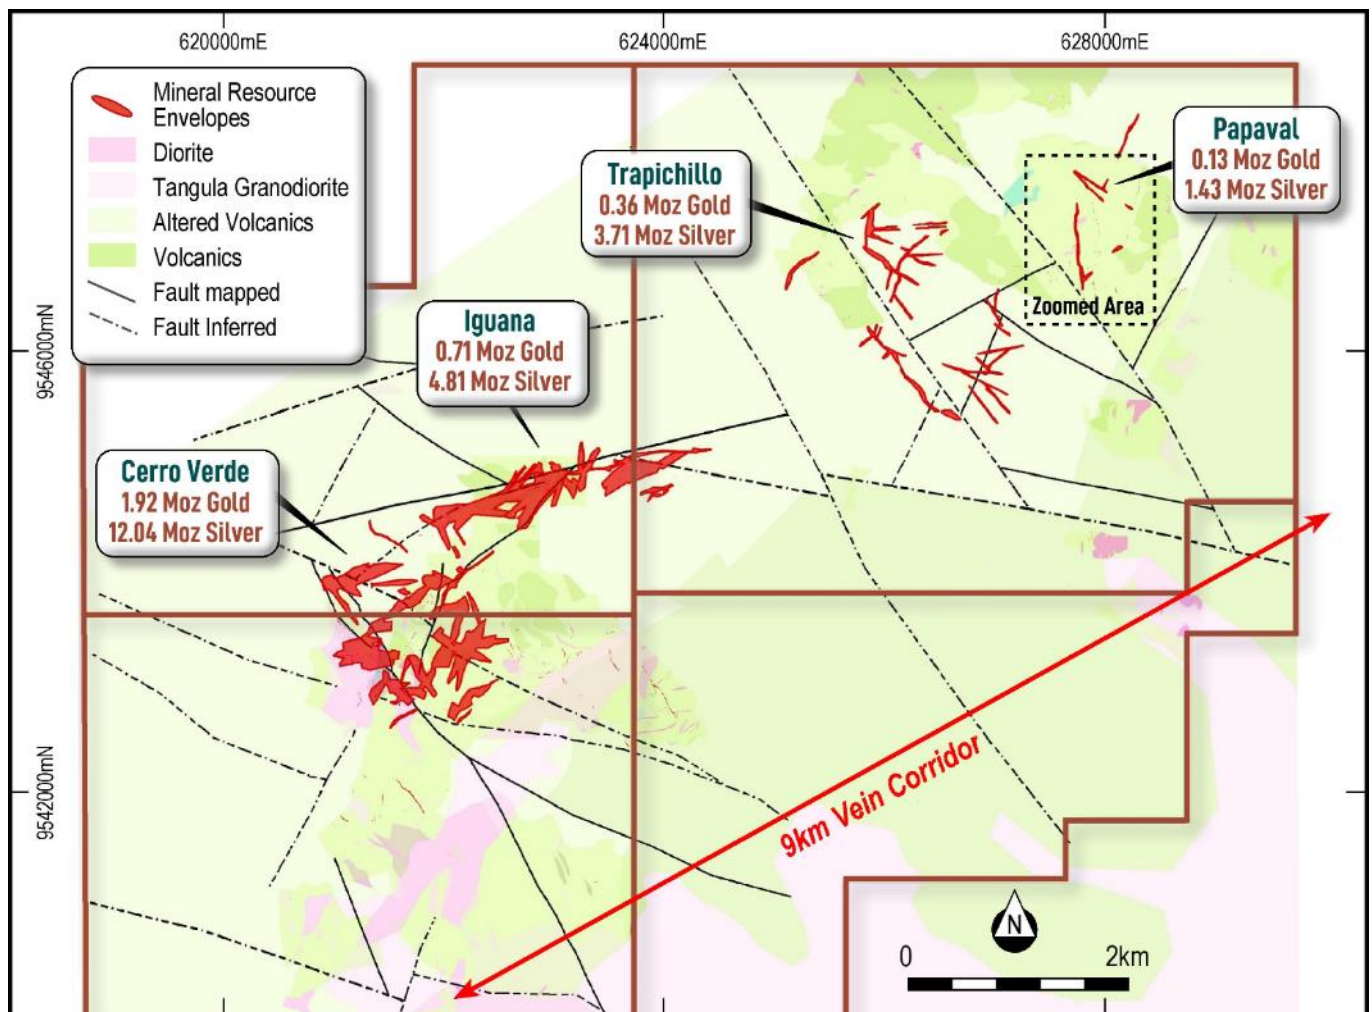 620000mE
624000mE
628000mE
Mineral Resource
Envelopes
Diorite
Tangula Granodiorite
Altered Volcanics
Volcanics
Fault mapped
Fault Inferred
Papaval
0.13 Moz Gold
1.43 Moz Silver
Trapichillo
0.36 Moz Gold
3.71 Moz Silver
Zoomed Area
9546000mN
Iguana
0.71 Moz Gold
4.81 Moz Silver
Cerro Verde
1.92 Moz Gold
12.04 Moz Silver
9542000mN
9km Vein Corridor
N
0
2km